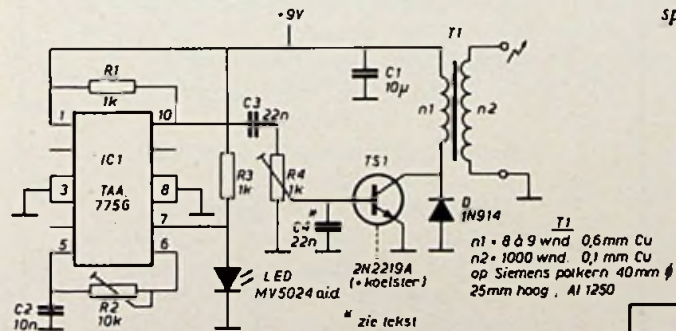 sp
+9V
T1
R1
1k
C1
10µ
n1
n2
1
10
C3
22n
IC1
TAA
775G
3
8
R3
1k
R4
1k
TS1
D
1N914
7
*
C4
22n
5
6
R2
10k
C2
10n
LED
MV5024 aid.
2N2219A
(+koelster)
* zie tekst
T1
n1 = 8 à 9 wnd 0,6mm Cu
n2 = 1000 wnd. 0,1 mm Cu
op Siemens potkern 40mm ϕ
25mm hoog, Al 1250